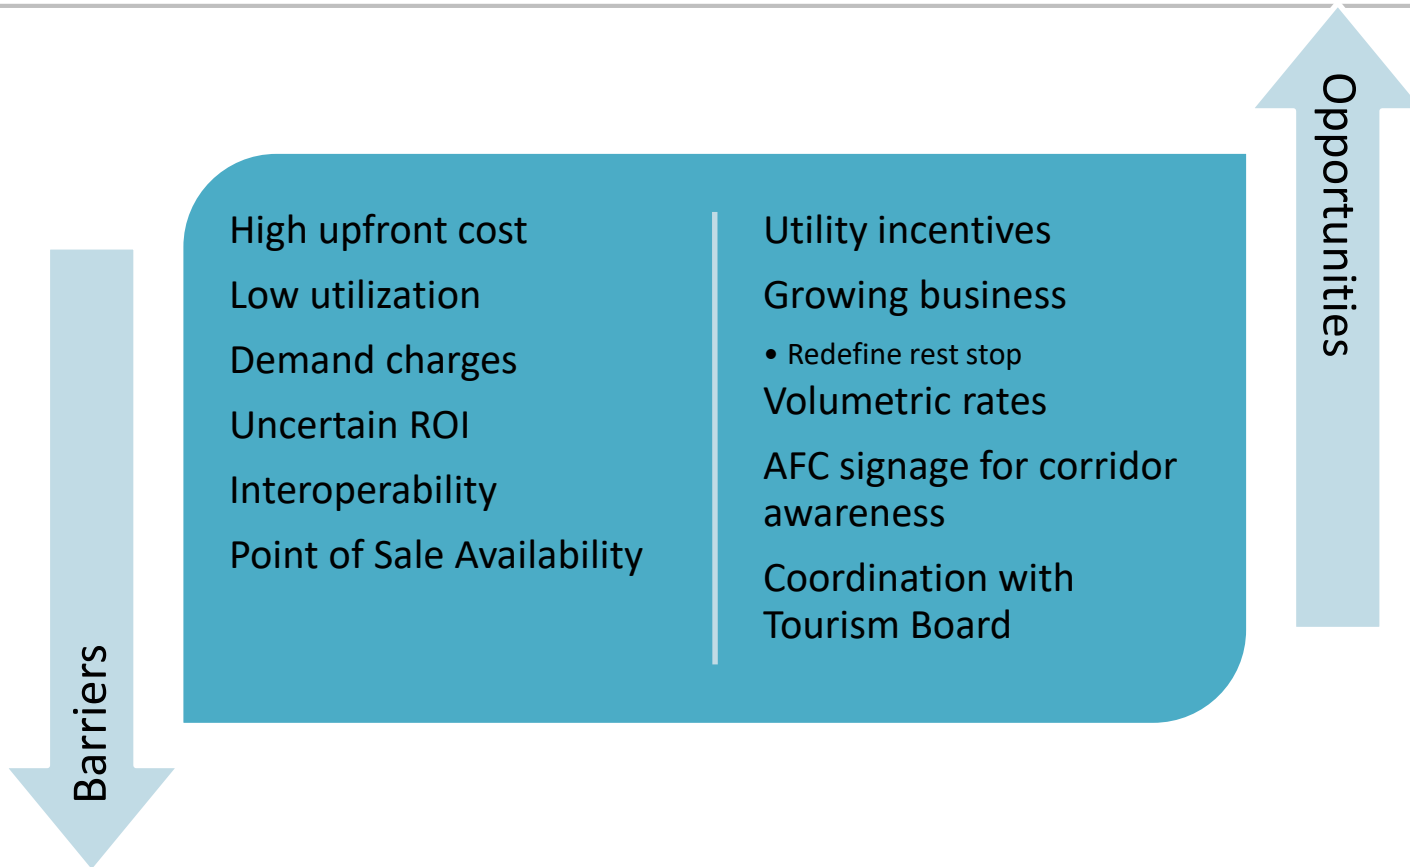 Barriers
High upfront cost
Low utilization
Demand charges
Uncertain ROI
Interoperability
Point of Sale Availability
Utility incentives
Growing business
• Redefine rest stop
Volumetric rates
AFC signage for corridor
awareness
Coordination with
Tourism Board
Opportunities